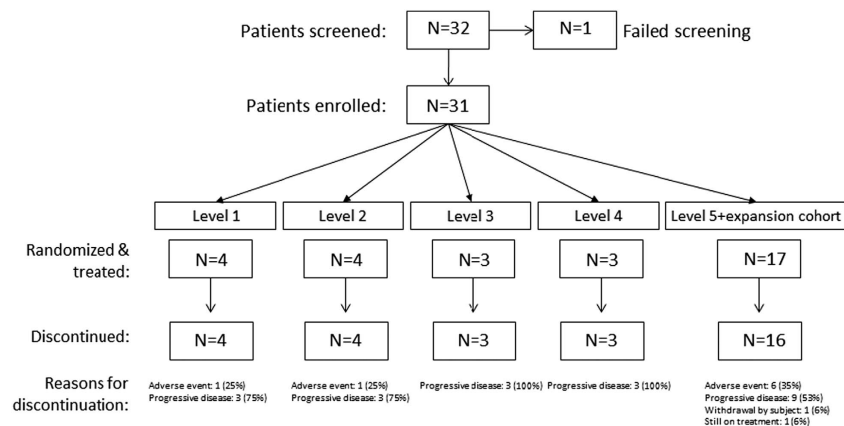 Patients screened: N=32 N=1 Failed screening
Patients enrolled: N=31
Level 1 Level 2 Level 3 Level 4 Level 5+expansion cohort
Randomized &
treated: N=4 N=4 N=3 N=3 N=17
Discontinued: N=4 N=4 N=3 N=3 N=16
Reasons for
discontinuation:
Adverse event: 1 (25%)
Progressive disease: 3 (75%)
Adverse event: 1 (25%)
Progressive disease: 3 (75%)
Progressive disease: 3 (100%)
Progressive disease: 3 (100%)
Adverse event: 6 (35%)
Progressive disease: 9 (53%)
Withdrawal by subject: 1 (6%)
Still on treatment: 1 (6%)